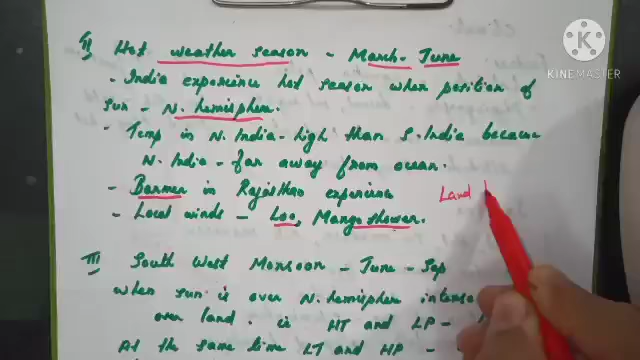 II Hot weather season - March - June
- India experience hot season when position of
sun - N. hemispher
- Temp in N. India - high than S. India because
N. India - far away from ocean.
- Barmer in Rajasthan experience
- Local winds - Loo, Mango shower.
Land
III South West Monsoon - June - Sep
when sun is over N. hemispher
over land. is HT and LP -
At the same time LT and HP -
K
KINEMASTER